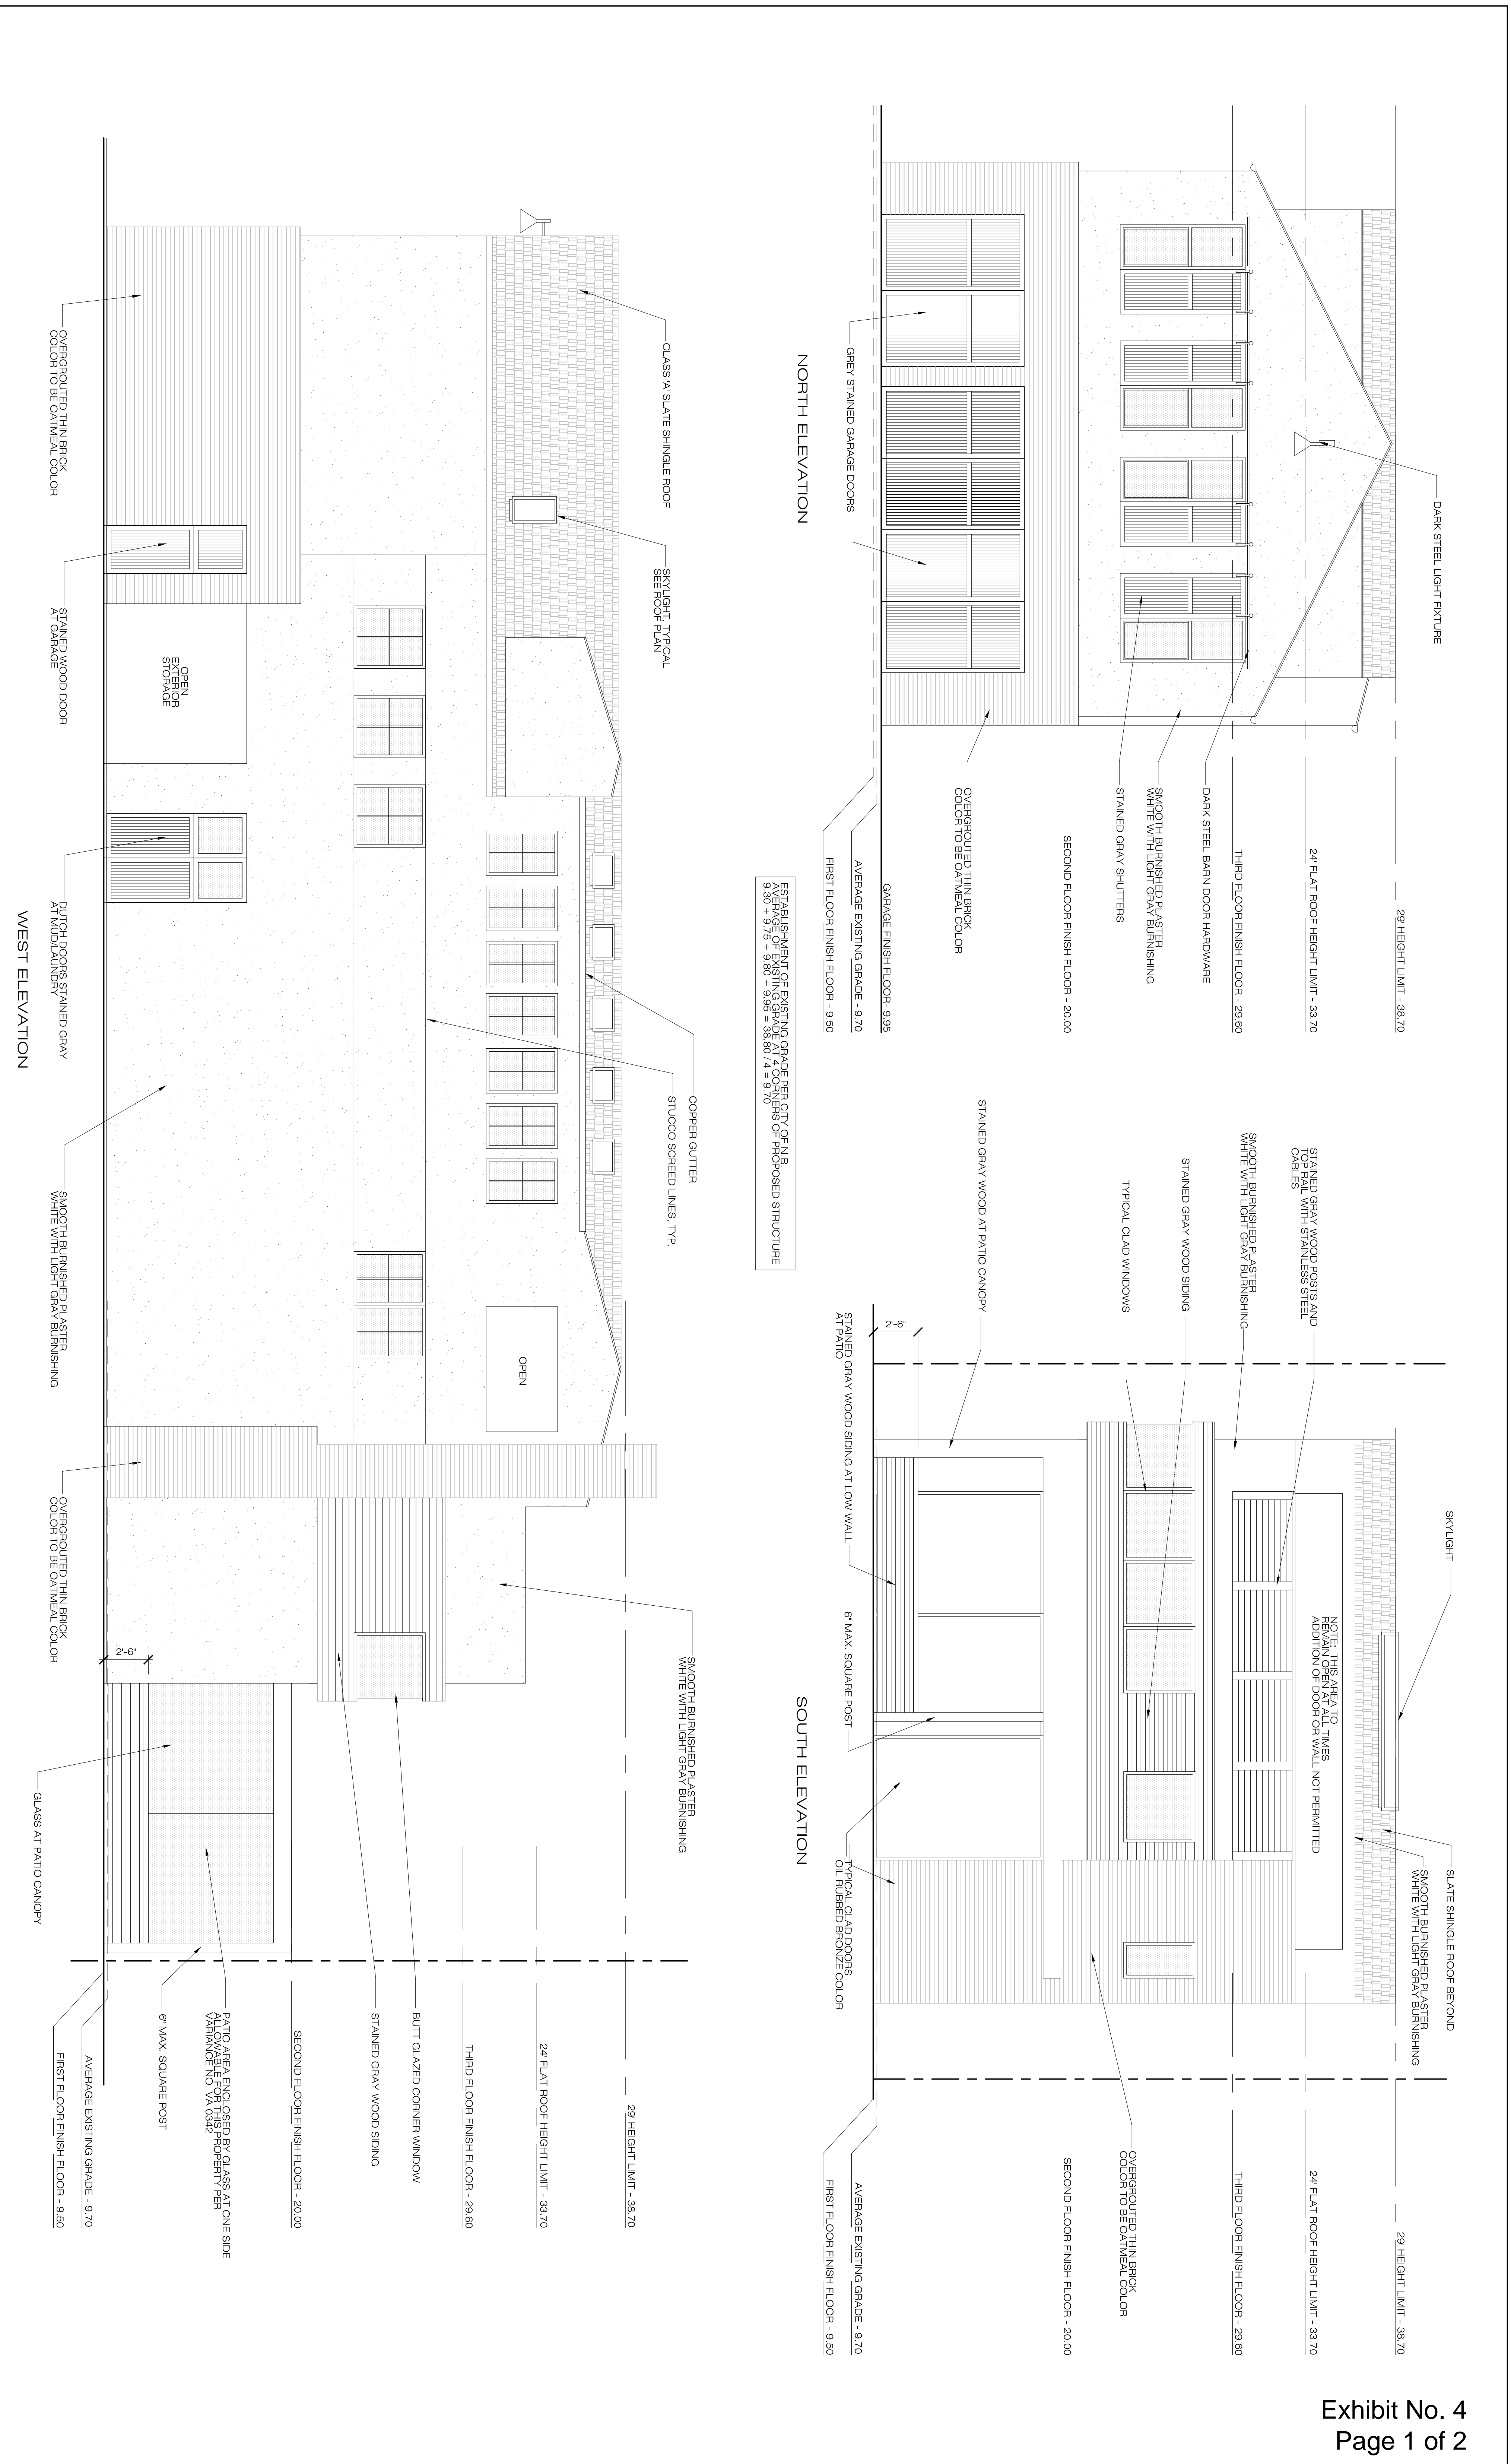 DARK STEEL LIGHT FIXTURE
29' HEIGHT LIMIT - 38.70
24' FLAT ROOF HEIGHT LIMIT - 33.70
THIRD FLOOR FINISH FLOOR - 29.60
DARK STEEL BARN DOOR HARDWARE
SMOOTH BURNISHED PLASTER
WHITE WITH LIGHT GRAY BURNISHING
STAINED GRAY SHUTTERS
SECOND FLOOR FINISH FLOOR - 20.00
OVERGROUTED THIN BRICK
COLOR TO BE OATMEAL COLOR
GARAGE FINISH FLOOR- 9.95
AVERAGE EXISTING GRADE - 9.70
FIRST FLOOR FINISH FLOOR - 9.50
GREY STAINED GARAGE DOORS
NORTH ELEVATION
ESTABLISHMENT OF EXISTING GRADE PER CITY OF N.B.
AVERAGE OF EXISTING GRADE AT 4 CORNERS OF PROPOSED STRUCTURE
9.30 + 9.75 + 9.80 + 9.95 = 38.80 / 4 = 9.70
SKYLIGHT
SLATE SHINGLE ROOF BEYOND
SMOOTH BURNISHED PLASTER
WHITE WITH LIGHT GRAY BURNISHING
STAINED GRAY WOOD POSTS AND
TOP RAIL WITH STAINLESS STEEL
CABLES
SMOOTH BURNISHED PLASTER
WHITE WITH LIGHT GRAY BURNISHING
STAINED GRAY WOOD SIDING
TYPICAL CLAD WINDOWS
STAINED GRAY WOOD AT PATIO CANOPY
2'-6"
STAINED GRAY WOOD SIDING AT LOW WALL
AT PATIO
6" MAX. SQUARE POST
NOTE: THIS AREA TO
REMAIN OPEN AT ALL TIMES
ADDITION OF DOOR OR WALL NOT PERMITTED
TYPICAL CLAD DOORS
OIL RUBBED BRONZE COLOR
OVERGROUTED THIN BRICK
COLOR TO BE OATMEAL COLOR
29' HEIGHT LIMIT - 38.70
24' FLAT ROOF HEIGHT LIMIT - 33.70
THIRD FLOOR FINISH FLOOR - 29.60
SECOND FLOOR FINISH FLOOR - 20.00
AVERAGE EXISTING GRADE - 9.70
FIRST FLOOR FINISH FLOOR - 9.50
SOUTH ELEVATION
CLASS 'A' SLATE SHINGLE ROOF
SKYLIGHT, TYPICAL
SEE ROOF PLAN
COPPER GUTTER
STUCCO SCREED LINES, TYP.
SMOOTH BURNISHED PLASTER
WHITE WITH LIGHT GRAY BURNISHING
OPEN
OPEN
EXTERIOR
STORAGE
2'-6"
29' HEIGHT LIMIT - 38.70
24' FLAT ROOF HEIGHT LIMIT - 33.70
THIRD FLOOR FINISH FLOOR - 29.60
BUTT GLAZED CORNER WINDOW
STAINED GRAY WOOD SIDING
SECOND FLOOR FINISH FLOOR - 20.00
PATIO AREA ENCLOSED BY GLASS AT ONE SIDE
ALLOWABLE FOR THIS PROPERTY PER
VARIANCE NO. VA 0342
6" MAX. SQUARE POST
AVERAGE EXISTING GRADE - 9.70
FIRST FLOOR FINISH FLOOR - 9.50
OVERGROUTED THIN BRICK
COLOR TO BE OATMEAL COLOR
STAINED WOOD DOOR
AT GARAGE
DUTCH DOORS STAINED GRAY
AT MUD/LAUNDRY
SMOOTH BURNISHED PLASTER
WHITE WITH LIGHT GRAY BURNISHING
OVERGROUTED THIN BRICK
COLOR TO BE OATMEAL COLOR
GLASS AT PATIO CANOPY
WEST ELEVATION
Exhibit No. 4
Page 1 of 2